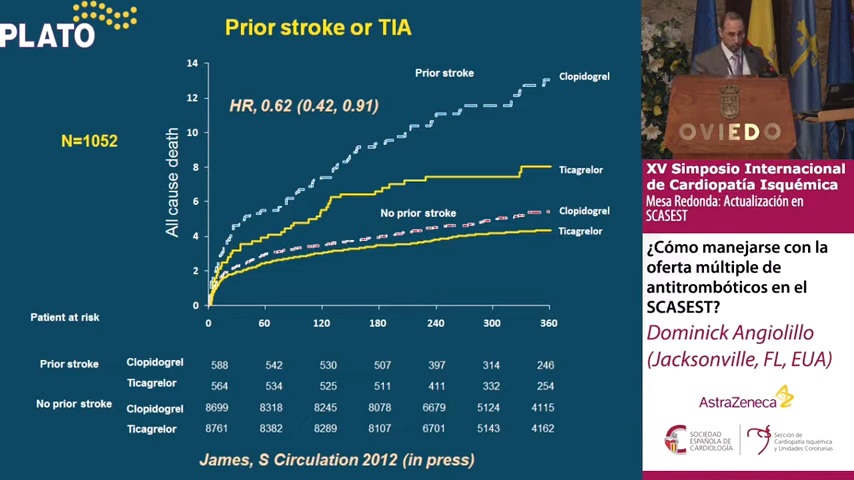 PLATO
Prior stroke or TIA
N=1052
HR, 0.62 (0.42, 0.91)
All cause death
14
12
10
8
6
4
2
0
Prior stroke
Clopidogrel
Ticagrelor
No prior stroke
Clopidogrel
Ticagrelor
0 60 120 180 240 300 360
Patient at risk
Prior stroke Clopidogrel 588 542 530 507 397 314 246
Ticagrelor 564 534 525 511 411 332 254
No prior stroke Clopidogrel 8699 8318 8245 8078 6679 5124 4115
Ticagrelor 8761 8382 8289 8107 6701 5143 4162
James, S Circulation 2012 (in press)
OVIEDO
XV Simposio Internacional
de Cardiopatía Isquémica
Mesa Redonda: Actualización en
SCASEST
¿Cómo manejarse con la
oferta múltiple de
antitrombóticos en el
SCASEST?
Dominick Angiolillo
(Jacksonville, FL, EUA)
AstraZeneca
SOCIEDAD
ESPAÑOLA DE
CARDIOLOGÍA
Sección de
Cardiopatía Isquémica
y Unidades Coronarias